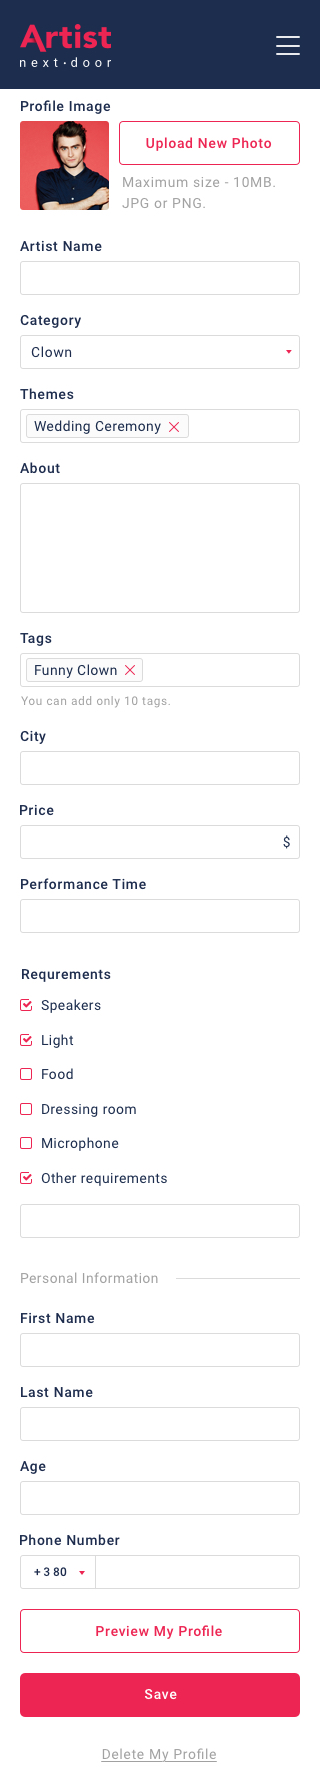 Artist
next·door
Profile Image
Upload New Photo
Maximum size - 10MB.
JPG or PNG.
Artist Name
Category
Clown
Themes
Wedding Ceremony
About
Tags
Funny Clown
You can add only 10 tags.
City
Price
$
Performance Time
Requrements
Speakers
Light
Food
Dressing room
Microphone
Other requirements
Personal Information
First Name
Last Name
Age
Phone Number
+380
Preview My Profile
Save
Delete My Profile